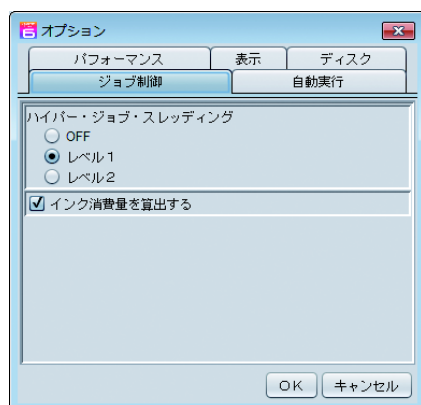 オプション
パフォーマンス 表示 ディスク
ジョブ制御 自動実行
ハイパー・ジョブ・スレッディング
OFF
レベル1
レベル2
インク消費量を算出する
OK キャンセル